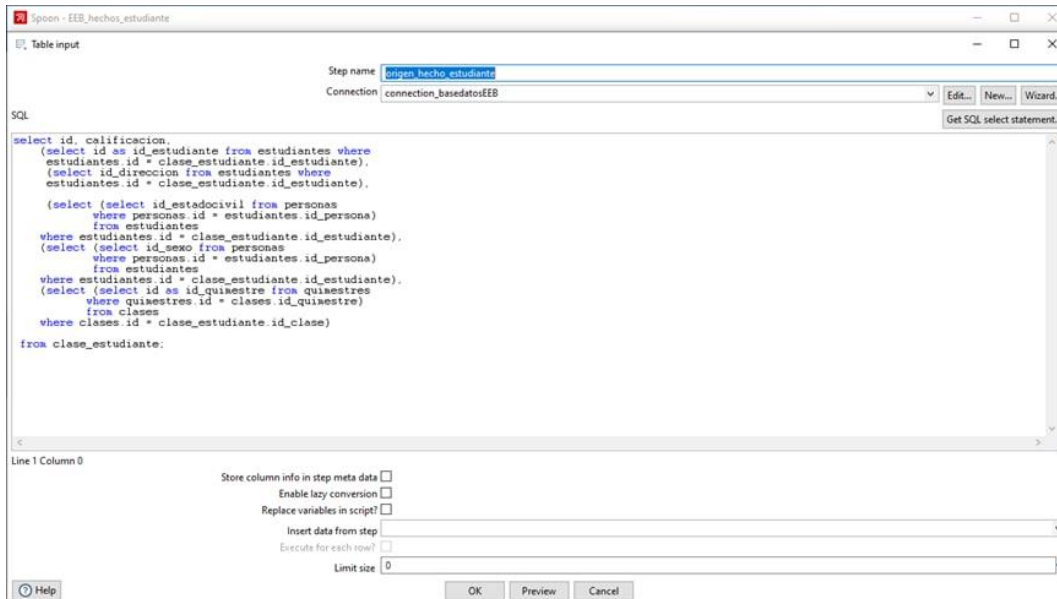 Spoon - EEB_hechos_estudiante
Table input
Step name origen_hecho_estudiante
Connection connection_basedatosEEB Edit... New... Wizard.
SQL Get SQL select statement.
select id, calificacion,
(select id as id_estudiante from estudiantes where
estudiantes.id = clase_estudiante.id_estudiante),
(select id_direccion from estudiantes where
estudiantes.id = clase_estudiante.id_estudiante),
(select (select id_estadocivil from personas
where personas.id = estudiantes.id_persona)
from estudiantes
where estudiantes.id = clase_estudiante.id_estudiante),
(select (select id_sexo from personas
where personas.id = estudiantes.id_persona)
from estudiantes
where estudiantes.id = clase_estudiante.id_estudiante),
(select (select id as id_quimestre from quimestres
where quimestres.id = clases.id_quimestre)
from clases
where clases.id = clase_estudiante.id_clase)
from clase_estudiante;
Line 1 Column 0
Store column info in step meta data
Enable lazy conversion
Replace variables in script?
Insert data from step
Execute for each row?
Limit size 0
Help OK Preview Cancel